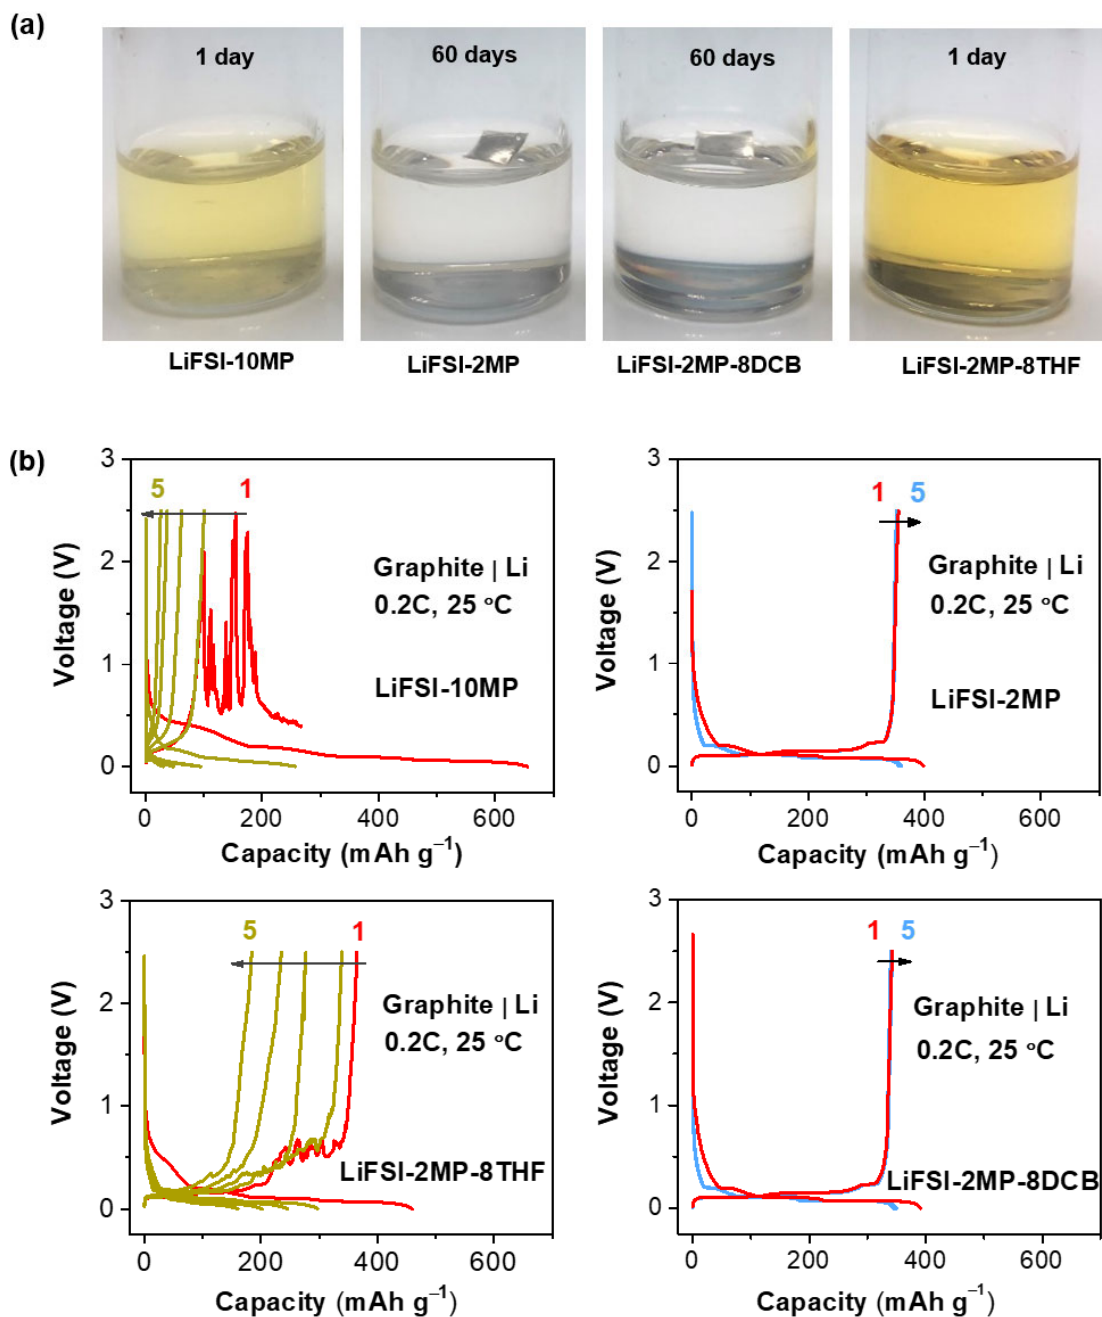 (a)
1 day
60 days
60 days
1 day
LiFSI-10MP
LiFSI-2MP
LiFSI-2MP-8DCB
LiFSI-2MP-8THF
(b)
3
2
1
0
Voltage (V)
5
1
Graphite | Li
0.2C, 25 °C
LiFSI-10MP
0
200
400
600
Capacity (mAh g⁻¹)
3
2
1
0
Voltage (V)
1
5
Graphite | Li
0.2C, 25 °C
LiFSI-2MP
0
200
400
600
Capacity (mAh g⁻¹)
3
2
1
0
Voltage (V)
5
1
Graphite | Li
0.2C, 25 °C
LiFSI-2MP-8THF
0
200
400
600
Capacity (mAh g⁻¹)
3
2
1
0
Voltage (V)
1
5
Graphite | Li
0.2C, 25 °C
LiFSI-2MP-8DCB
0
200
400
600
Capacity (mAh g⁻¹)